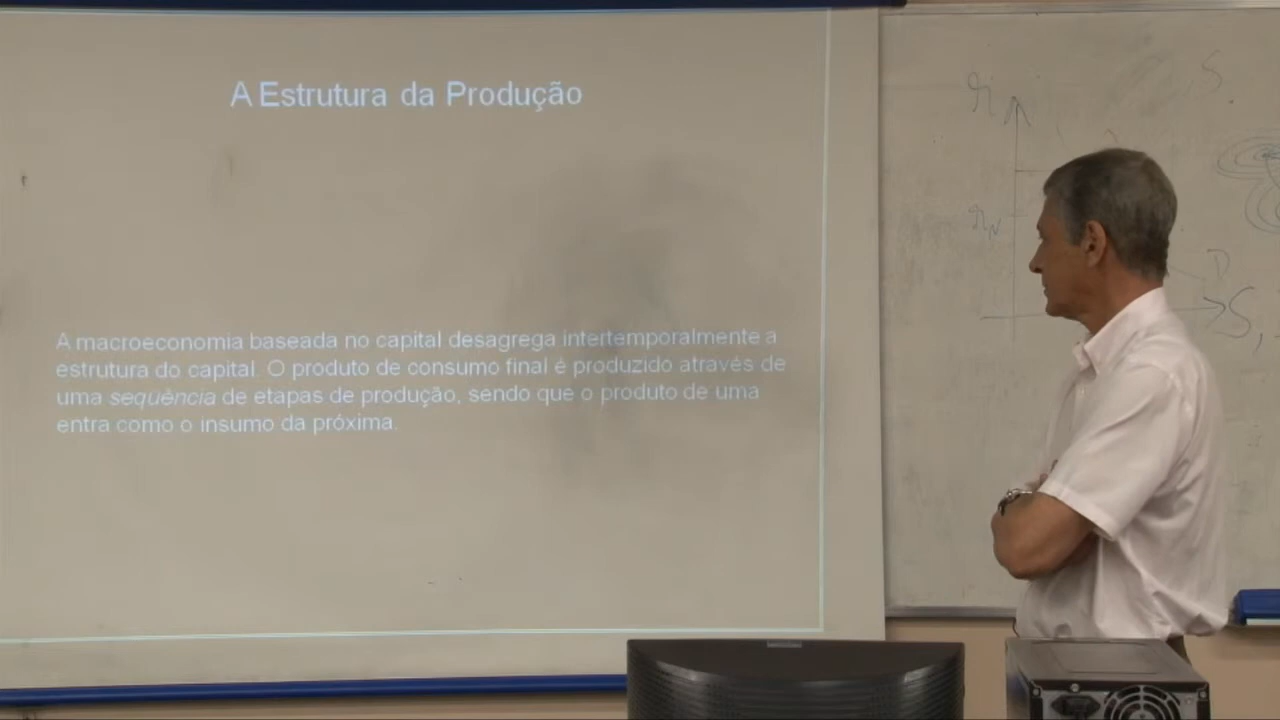 A Estrutura da Produção
A macroeconomia baseada no capital desagrega intertemporalmente a
estrutura do capital. O produto de consumo final é produzido através de
uma sequência de etapas de produção, sendo que o produto de uma
entra como o insumo da próxima.
S
r
r_N
D
S,